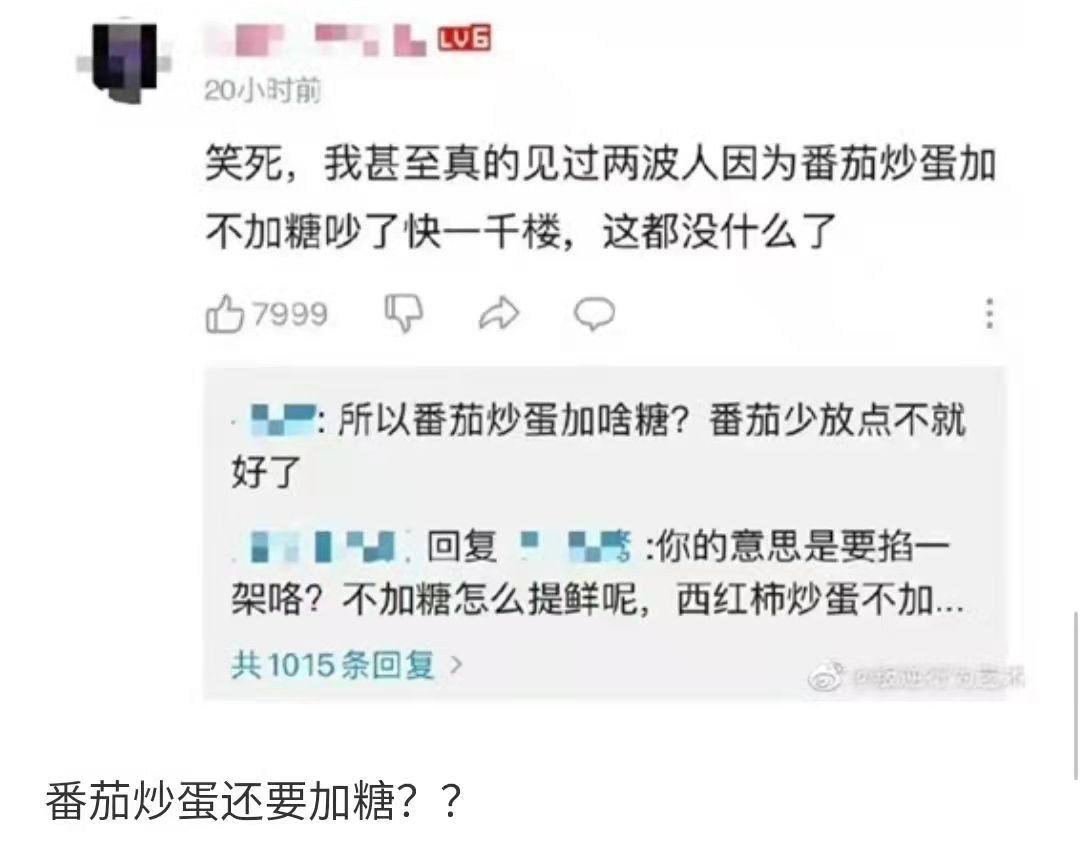 LV6
20小时前
笑死，我甚至真的见过两波人因为番茄炒蛋加
不加糖吵了快一千楼，这都没什么了
7999
: 所以番茄炒蛋加啥糖？番茄少放点不就
好了
回复 :你的意思是要掐一
架咯？不加糖怎么提鲜呢，西红柿炒蛋不加...
共1015条回复 >
番茄炒蛋还要加糖？？